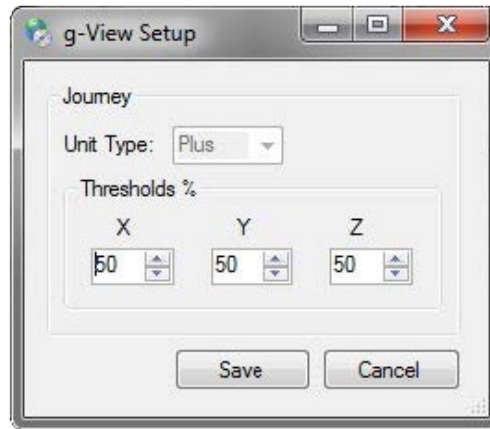 g-View Setup
Journey
Unit Type: Plus
Thresholds %
X Y Z
50 50 50
Save Cancel